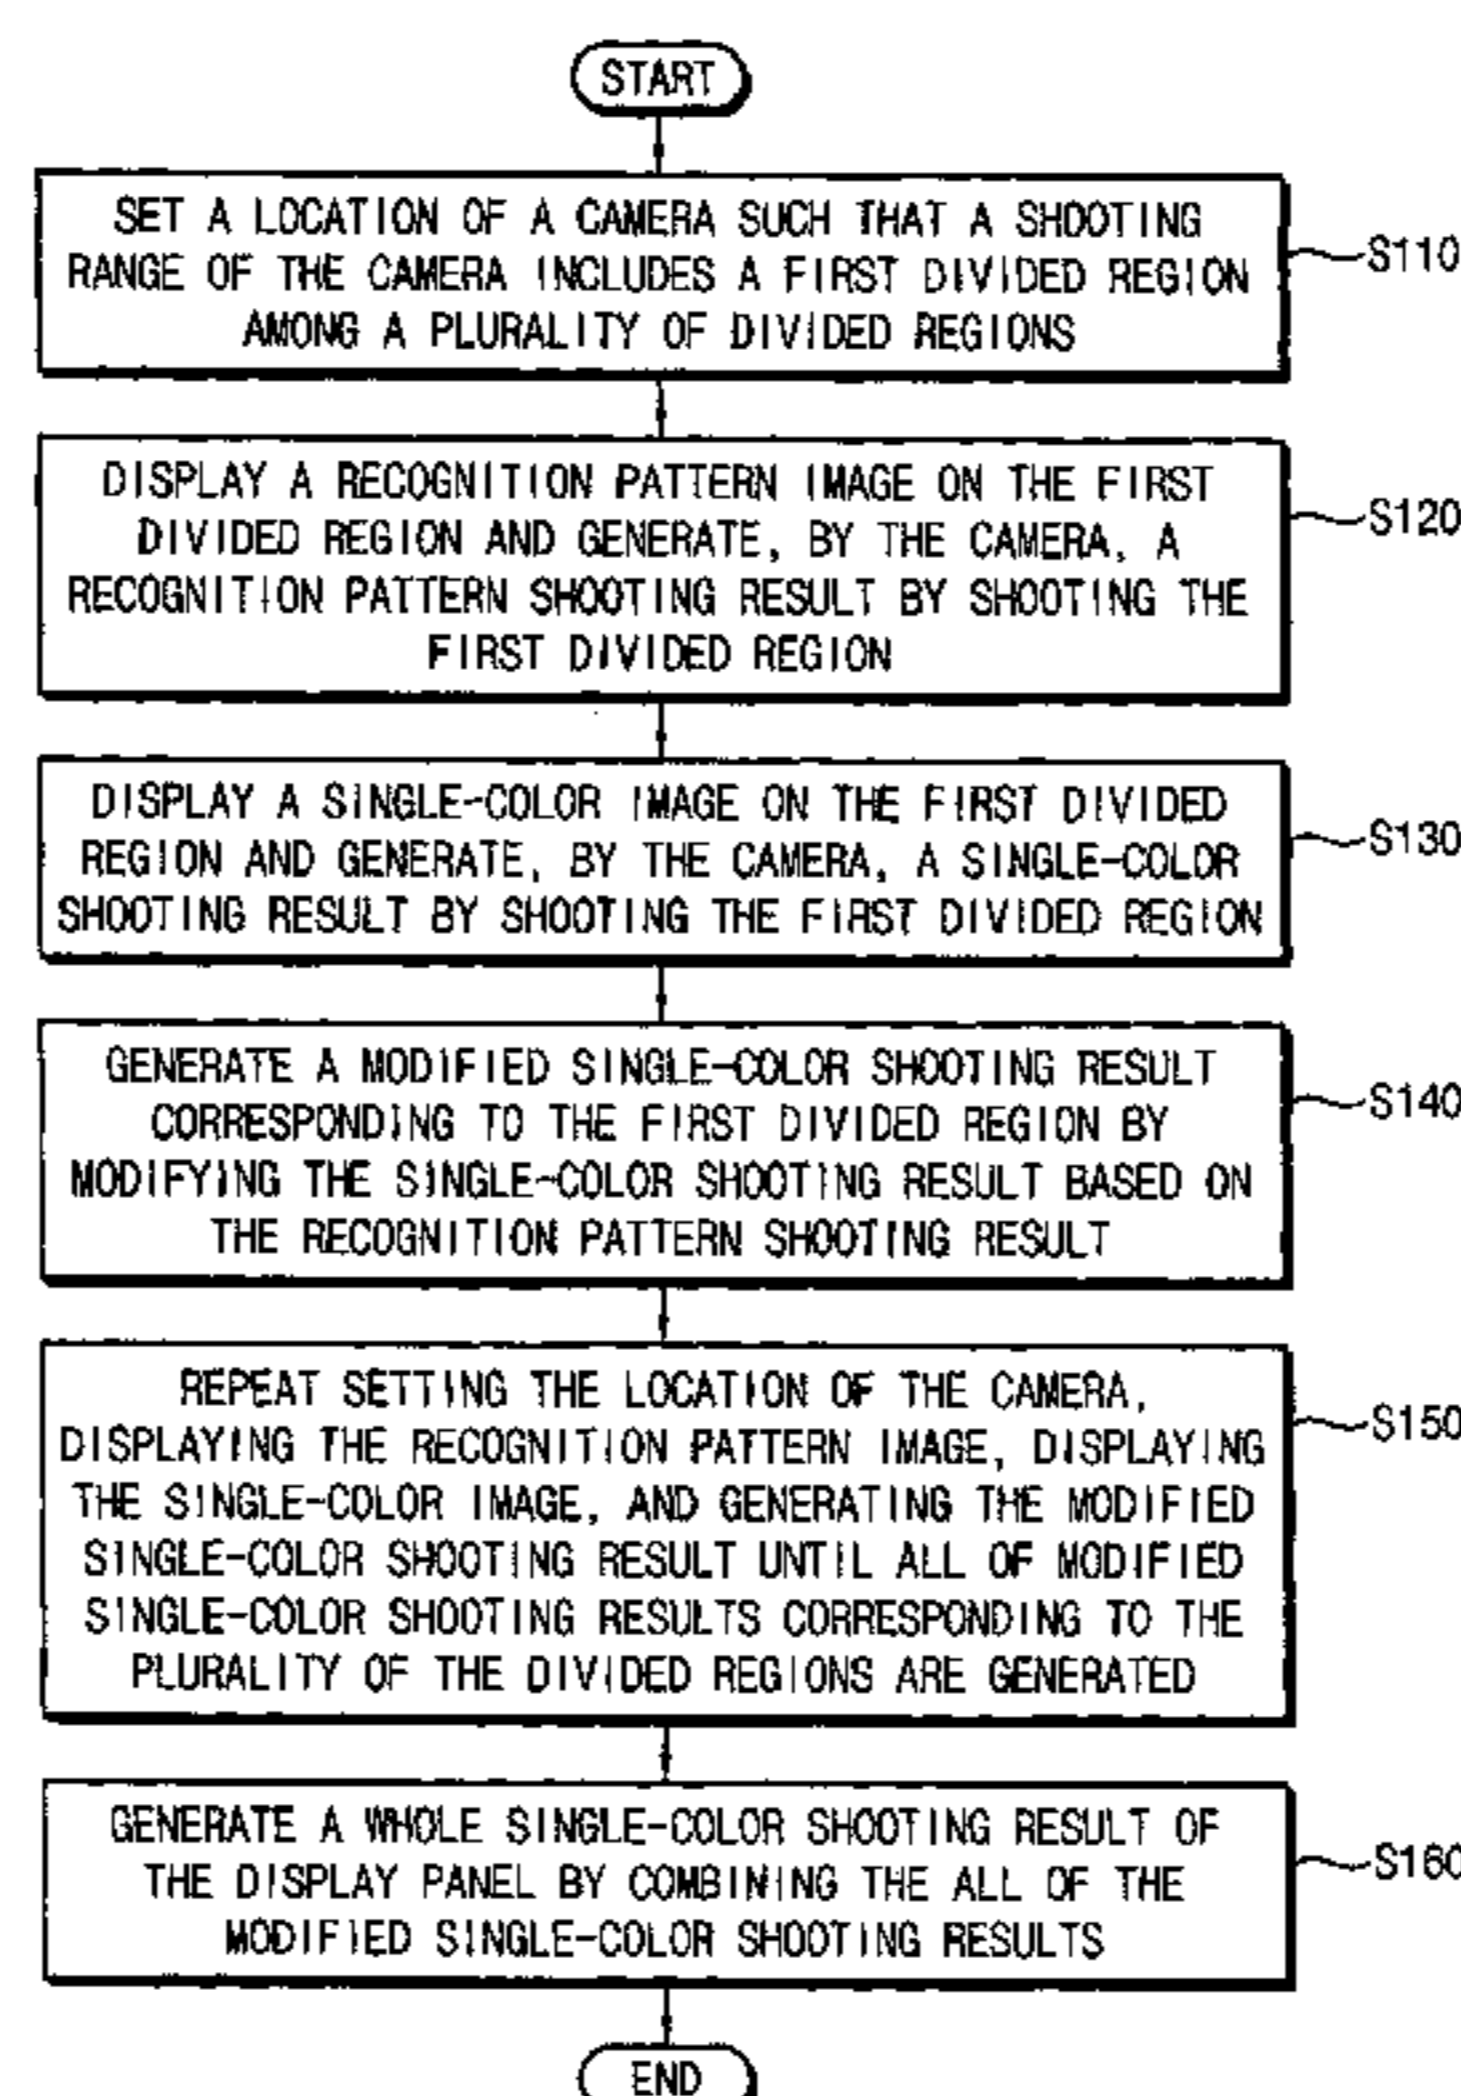 START
SET A LOCATION OF A CAMERA SUCH THAT A SHOOTING
RANGE OF THE CAMERA INCLUDES A FIRST DIVIDED REGION
AMONG A PLURALITY OF DIVIDED REGIONS
S110
DISPLAY A RECOGNITION PATTERN IMAGE ON THE FIRST
DIVIDED REGION AND GENERATE, BY THE CAMERA, A
RECOGNITION PATTERN SHOOTING RESULT BY SHOOTING THE
FIRST DIVIDED REGION
S120
DISPLAY A SINGLE-COLOR IMAGE ON THE FIRST DIVIDED
REGION AND GENERATE, BY THE CAMERA, A SINGLE-COLOR
SHOOTING RESULT BY SHOOTING THE FIRST DIVIDED REGION
S130
GENERATE A MODIFIED SINGLE-COLOR SHOOTING RESULT
CORRESPONDING TO THE FIRST DIVIDED REGION BY
MODIFYING THE SINGLE-COLOR SHOOTING RESULT BASED ON
THE RECOGNITION PATTERN SHOOTING RESULT
S140
REPEAT SETTING THE LOCATION OF THE CAMERA,
DISPLAYING THE RECOGNITION PATTERN IMAGE, DISPLAYING
THE SINGLE-COLOR IMAGE, AND GENERATING THE MODIFIED
SINGLE-COLOR SHOOTING RESULT UNTIL ALL OF MODIFIED
SINGLE-COLOR SHOOTING RESULTS CORRESPONDING TO THE
PLURALITY OF THE DIVIDED REGIONS ARE GENERATED
S150
GENERATE A WHOLE SINGLE-COLOR SHOOTING RESULT OF
THE DISPLAY PANEL BY COMBINING THE ALL OF THE
MODIFIED SINGLE-COLOR SHOOTING RESULTS
S160
END